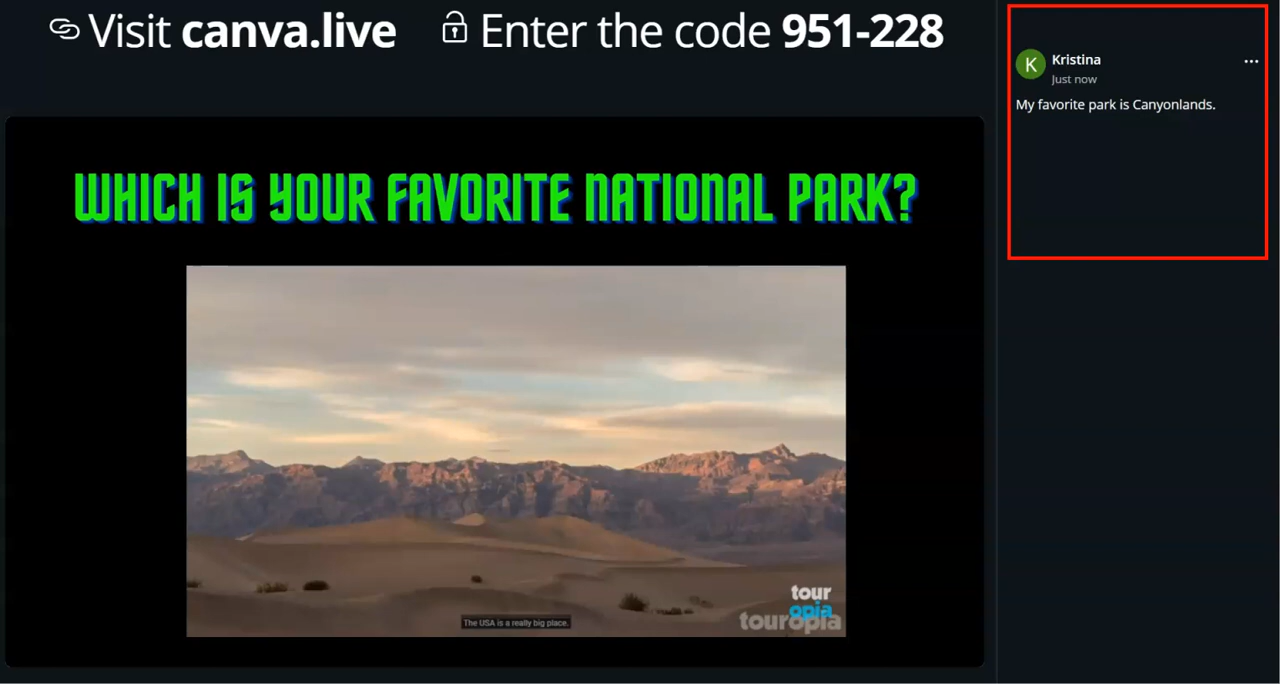 Visit canva.live Enter the code 951-228
Kristina
Just now
My favorite park is Canyonlands.
WHICH IS YOUR FAVORITE NATIONAL PARK?
The USA is a really big place.
tour
opia
touropia
K